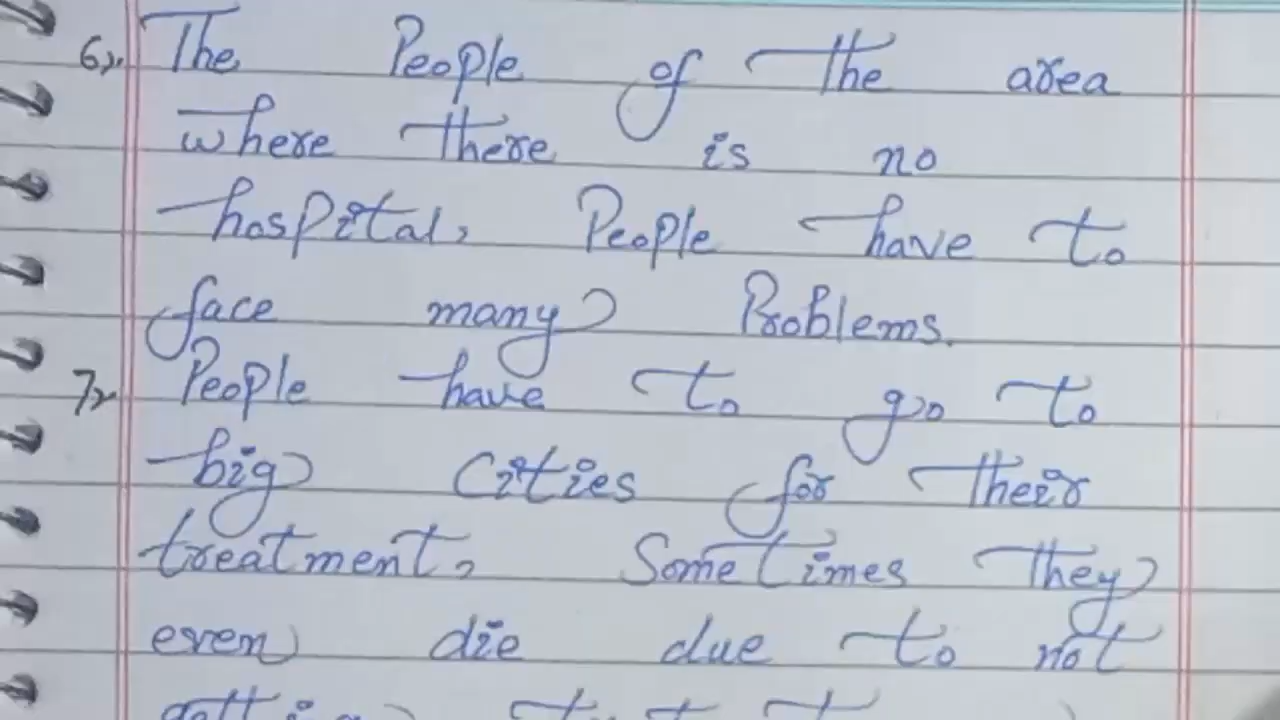 6). The People of the area
where there is no
hospital, People have to
face many Problems.
7). People have to go to
big Cities for their
treatment, Sometimes they
even die due to not